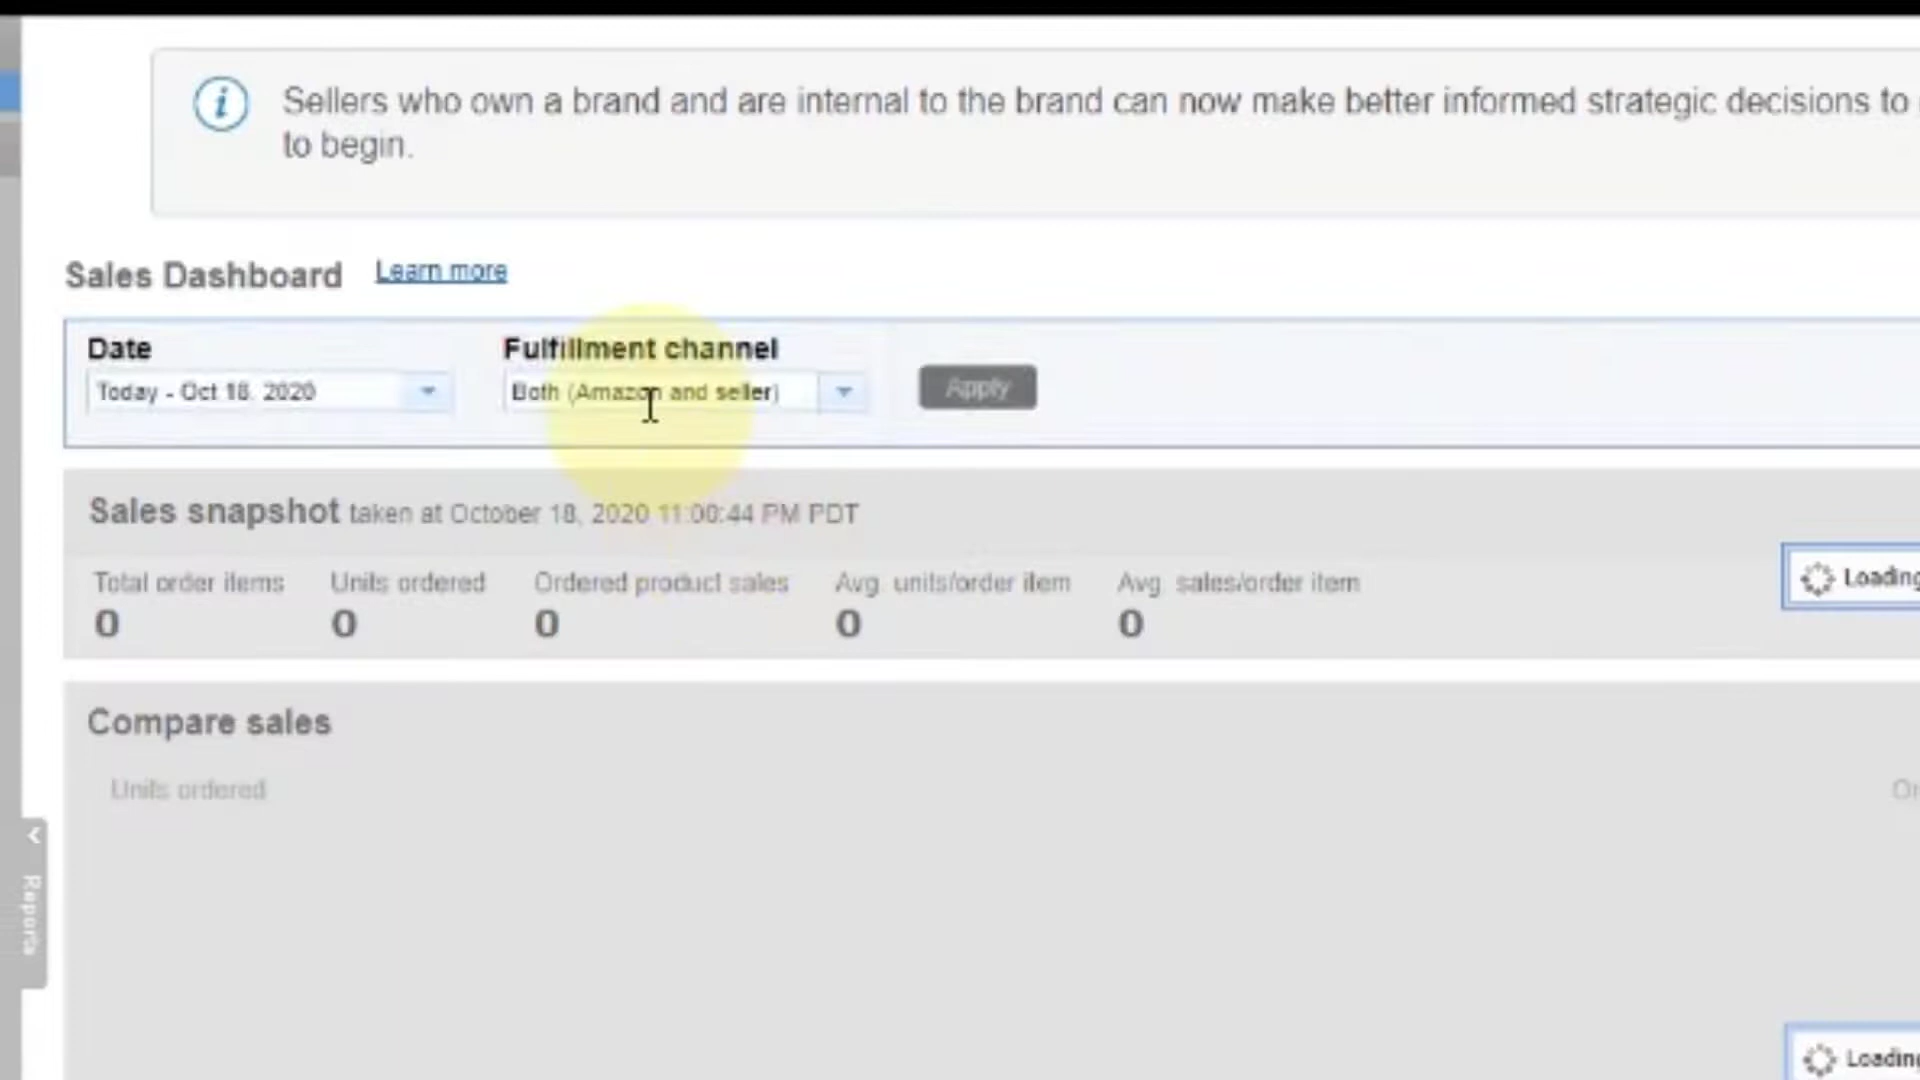 Sellers who own a brand and are internal to the brand can now make better informed strategic decisions to
to begin.
Sales Dashboard Learn more
Date Fulfillment channel
Today - Oct 18, 2020 Both (Amazon and seller) Apply
Sales snapshot taken at October 18, 2020 11:00:44 PM PDT
Total order items Units ordered Ordered product sales Avg. units/order item Avg. sales/order item
0 0 0 0 0
Loading
Compare sales
Units ordered Or
Reports
Loading